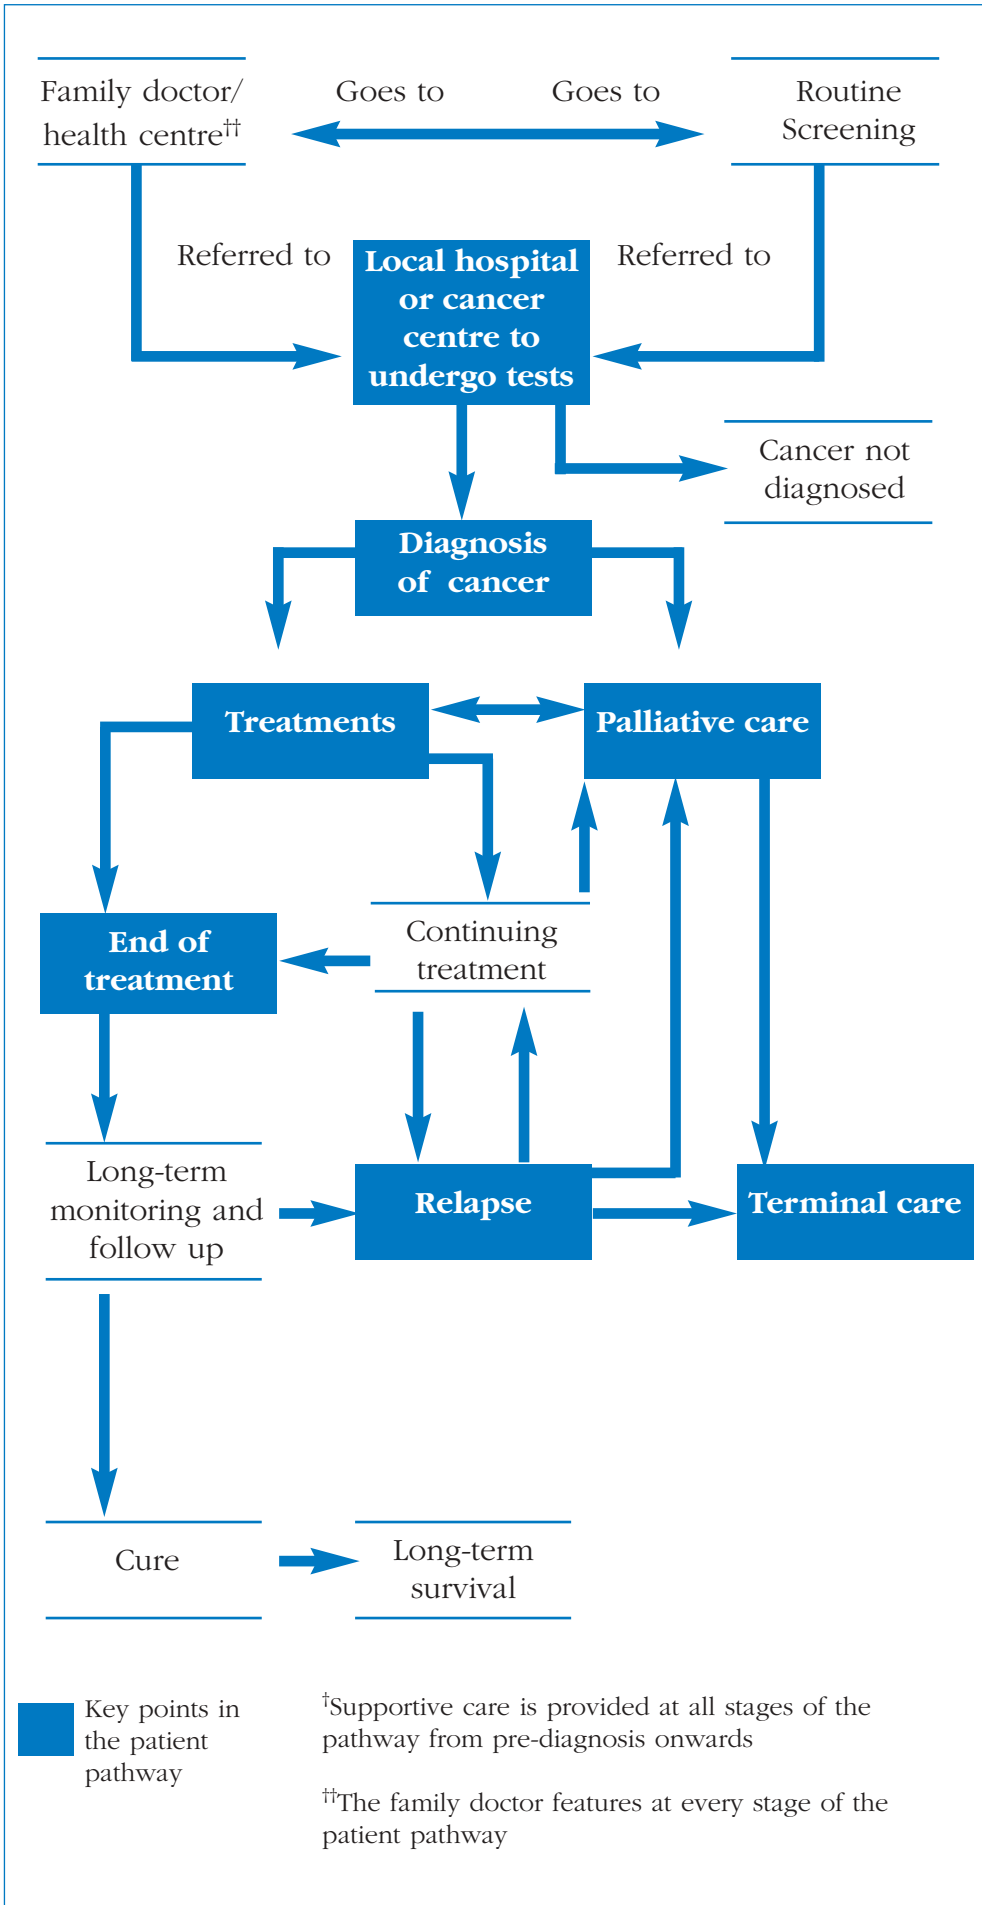 Family doctor/
health centre††
Goes to
Goes to
Routine
Screening
Referred to
Local hospital
or cancer
centre to
undergo tests
Referred to
Cancer not
diagnosed
Diagnosis
of cancer
Treatments
Palliative care
End of
treatment
Continuing
treatment
Long-term
monitoring and
follow up
Relapse
Terminal care
Cure
Long-term
survival
Key points in
the patient
pathway
†Supportive care is provided at all stages of the
pathway from pre-diagnosis onwards
††The family doctor features at every stage of the
patient pathway